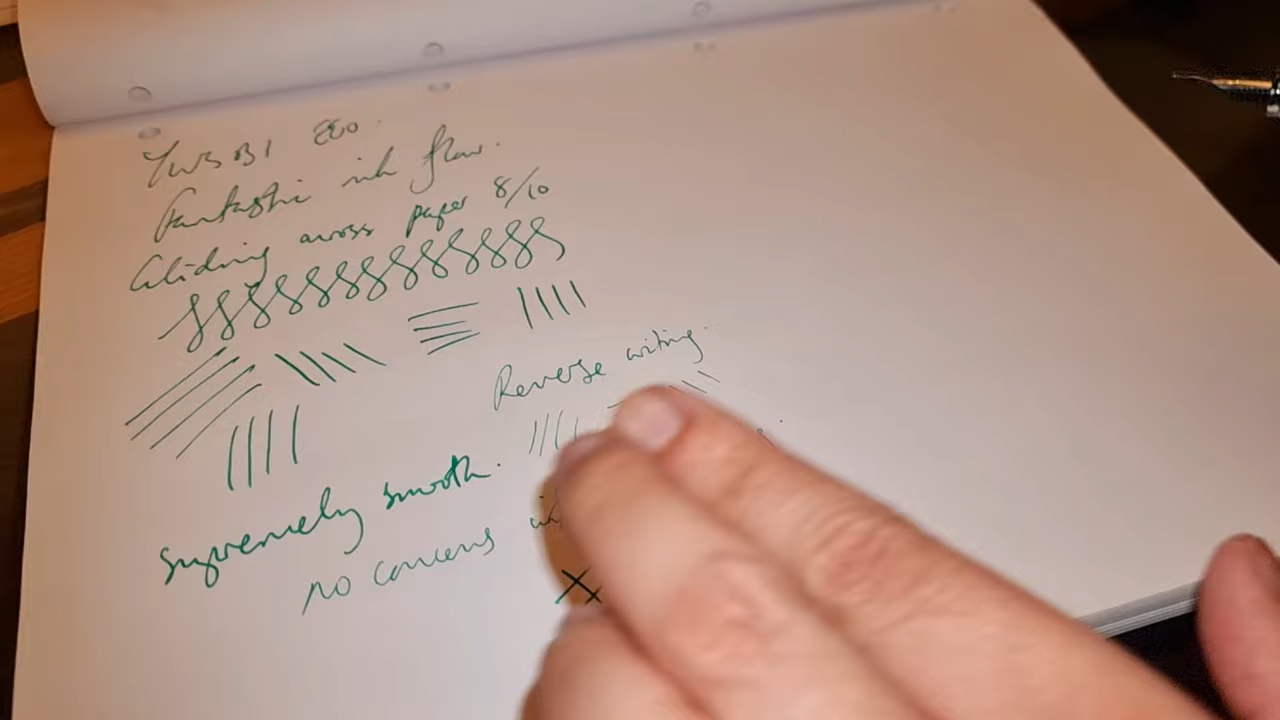 TWSBI ECO.
Fantastic ink flow.
Gliding across paper 8/10
Reverse writing.
Supremely smooth.
no concerns